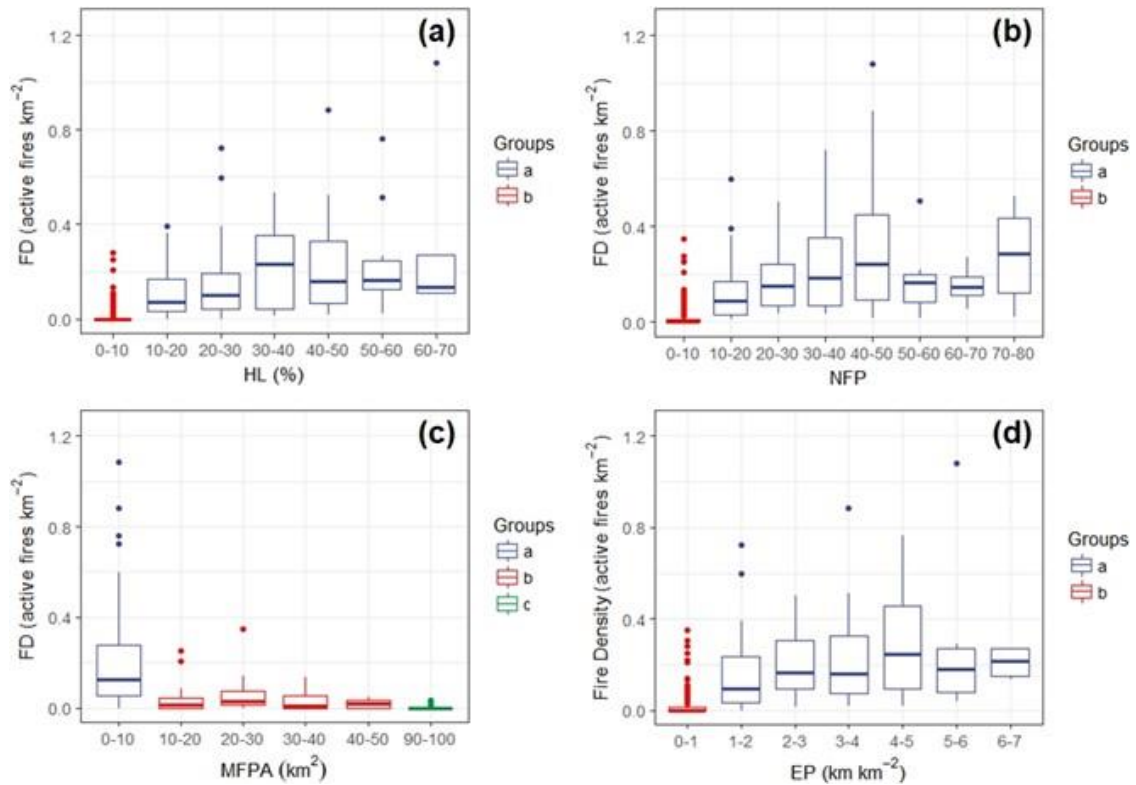 (a)
FD (active fires km⁻²)
1.2
0.8
0.4
0.0
0-10 10-20 20-30 30-40 40-50 50-60 60-70
HL (%)
Groups
a
b
(b)
FD (active fires km⁻²)
1.2
0.8
0.4
0.0
0-10 10-20 20-30 30-40 40-50 50-60 60-70 70-80
NFP
Groups
a
b
(c)
FD (active fires km⁻²)
1.2
0.8
0.4
0.0
0-10 10-20 20-30 30-40 40-50 90-100
MFPA (km²)
Groups
a
b
c
(d)
Fire Density (active fires km⁻²)
1.2
0.8
0.4
0.0
0-1 1-2 2-3 3-4 4-5 5-6 6-7
EP (km km⁻²)
Groups
a
b